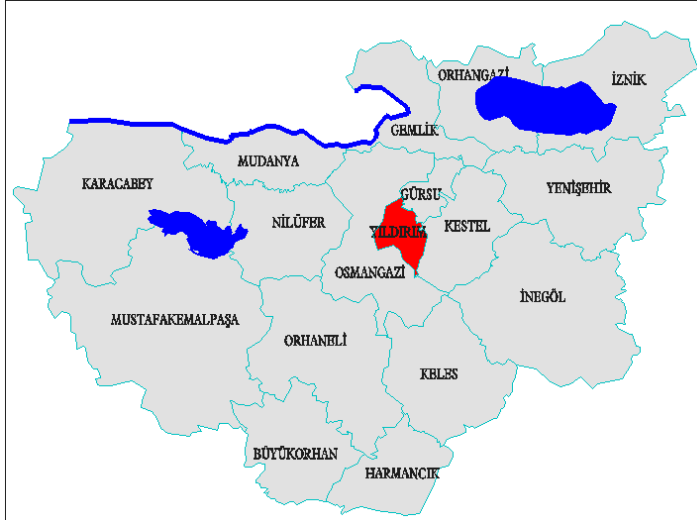 ORHANGAZİ
İZNİK
GEMLİK
MUDANYA
KARACABEY
YENİŞEHİR
GÜRSU
NİLÜFER
KESTEL
YILDIRIM
OSMANGAZİ
İNEGÖL
MUSTAFAKEMALPAŞA
ORHANELİ
KELES
BÜYÜKORHAN
HARMANCIK